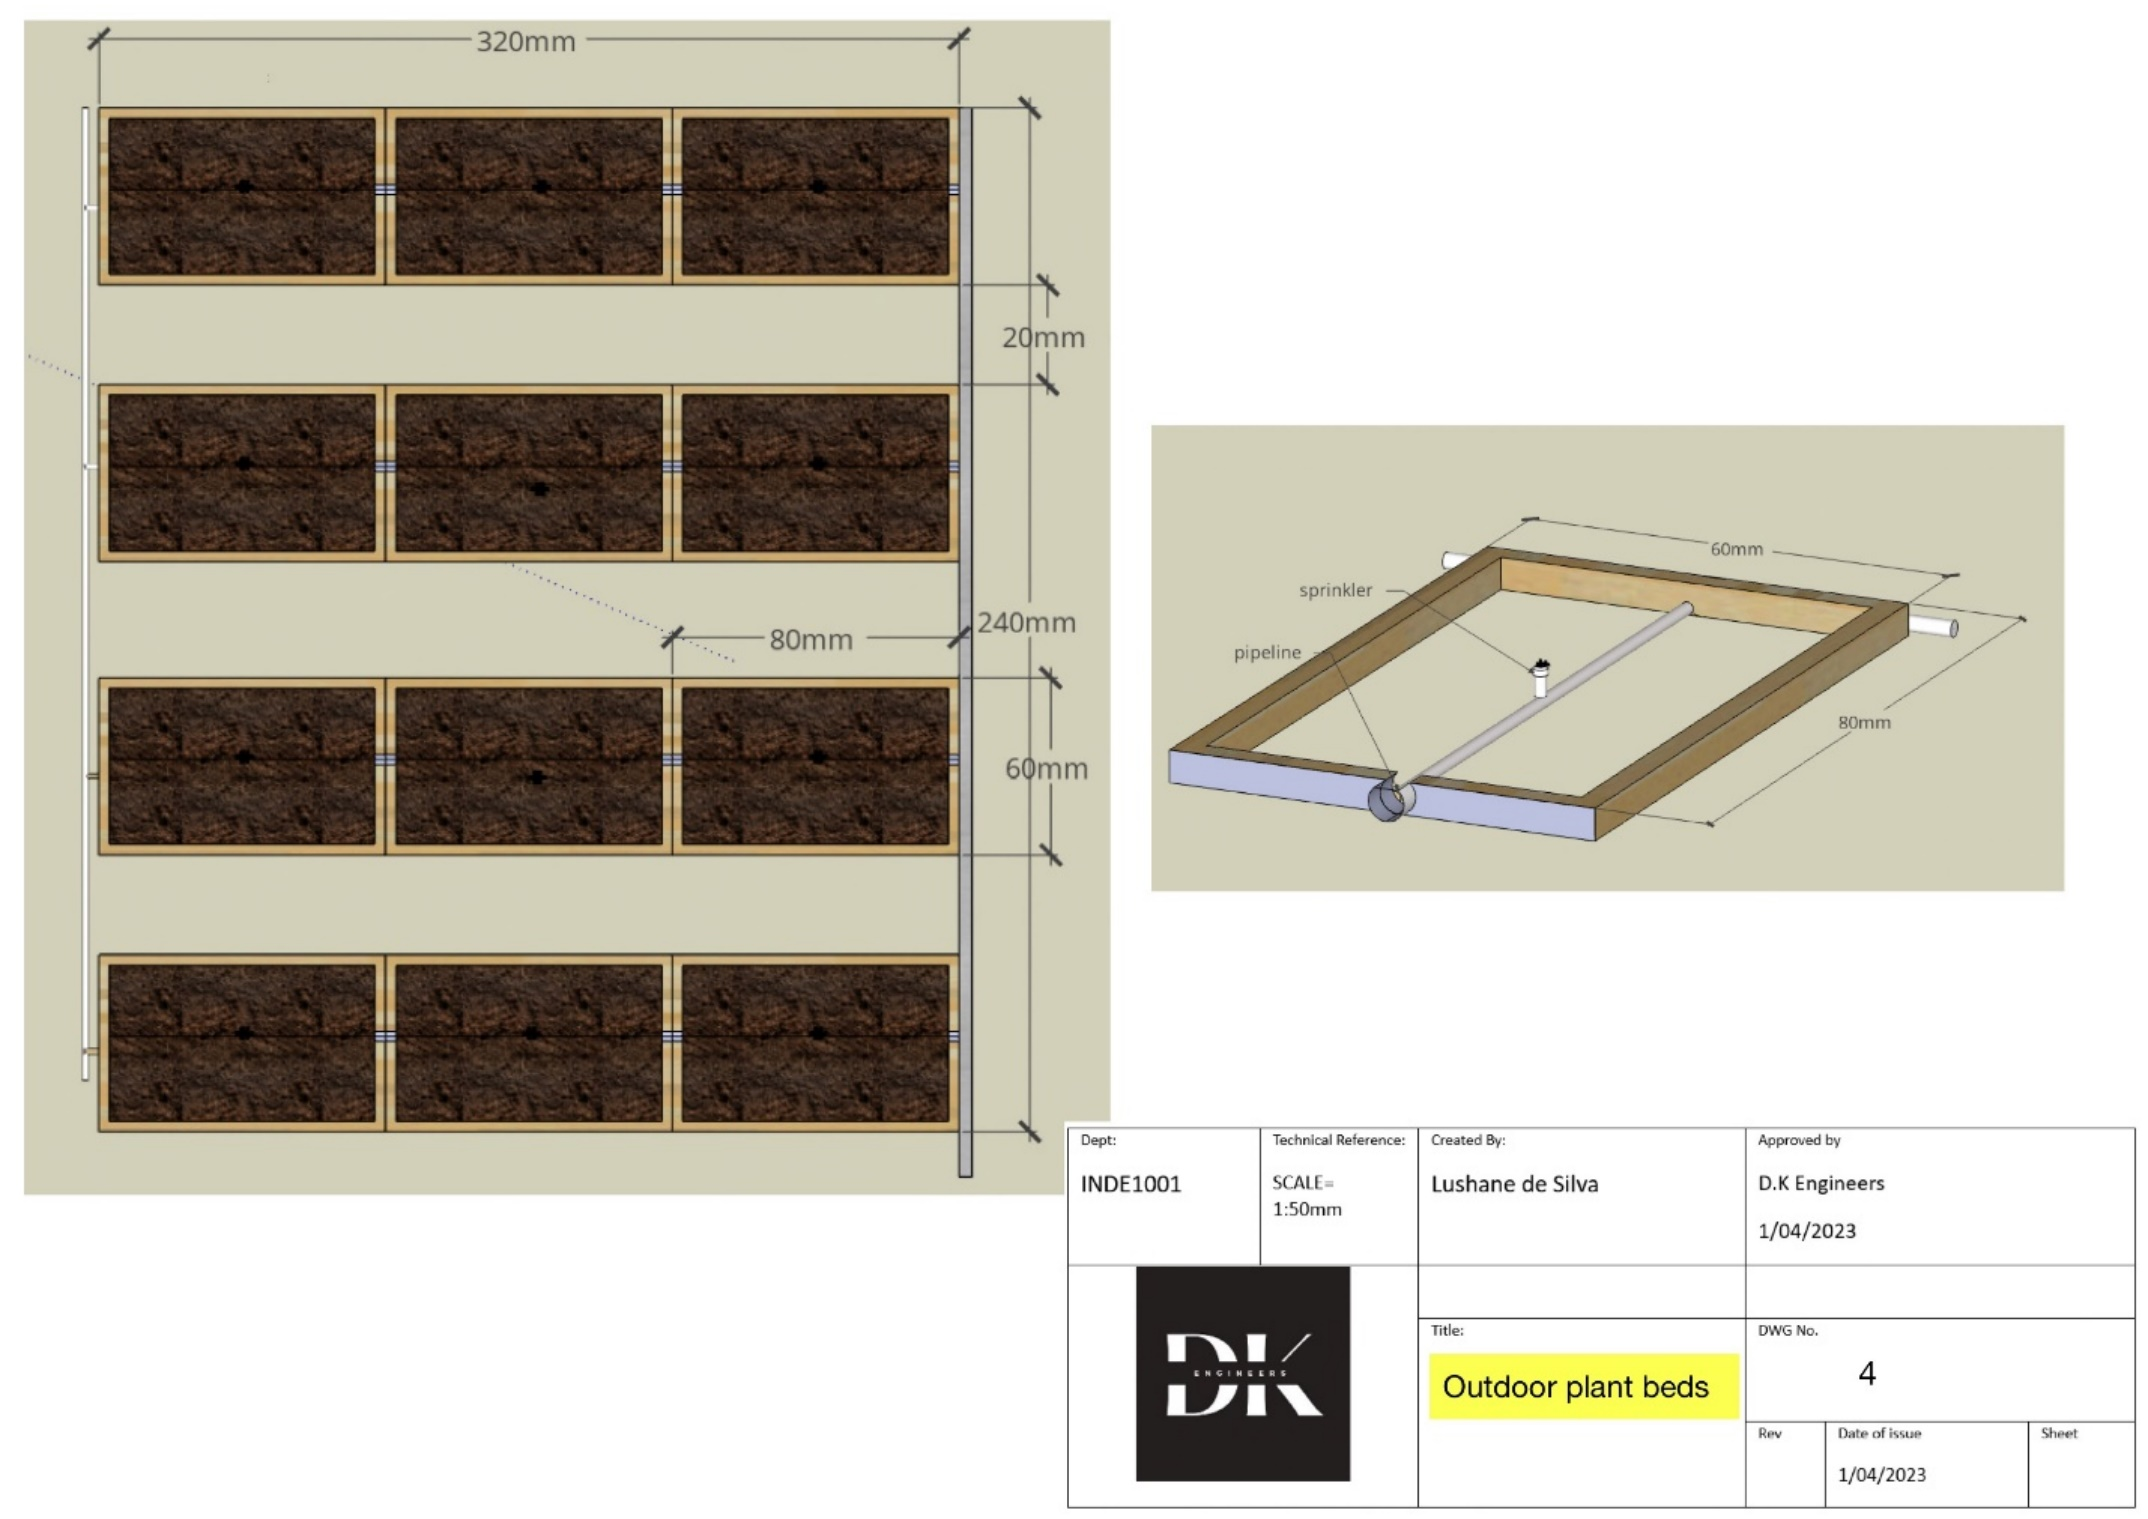 320mm
20mm
240mm
80mm
60mm
60mm
sprinkler
pipeline
80mm
Dept:
INDE1001
Technical Reference:
SCALE=
1:50mm
Created By:
Lushane de Silva
Approved by
D.K Engineers
1/04/2023
DK
ENGINEERS
Title:
Outdoor plant beds
DWG No.
4
Rev
Date of issue
1/04/2023
Sheet